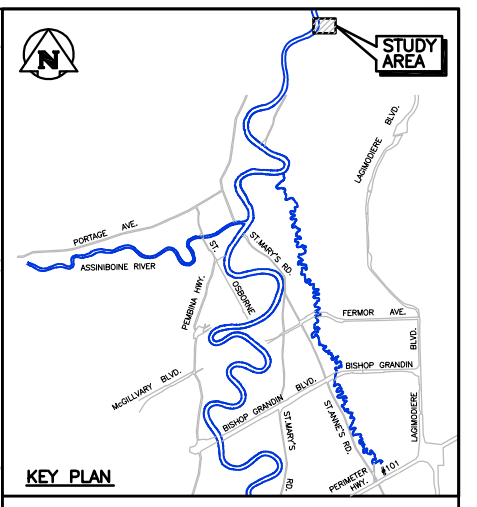 N
STUDY
AREA
LAGIMODIERE BLVD.
PORTAGE AVE.
ASSINIBOINE RIVER
ST. MARY'S RD.
PEMBINA HWY.
ST.
OSBORNE
FERMOR AVE.
BLVD.
McGILLVARY BLVD.
BISHOP GRANDIN
BISHOP GRANDIN BLVD.
LAGIMODIERE
ST.MARY'S
RD.
ST.ANNE'S RD.
PERIMETER
HWY.
#101
KEY PLAN